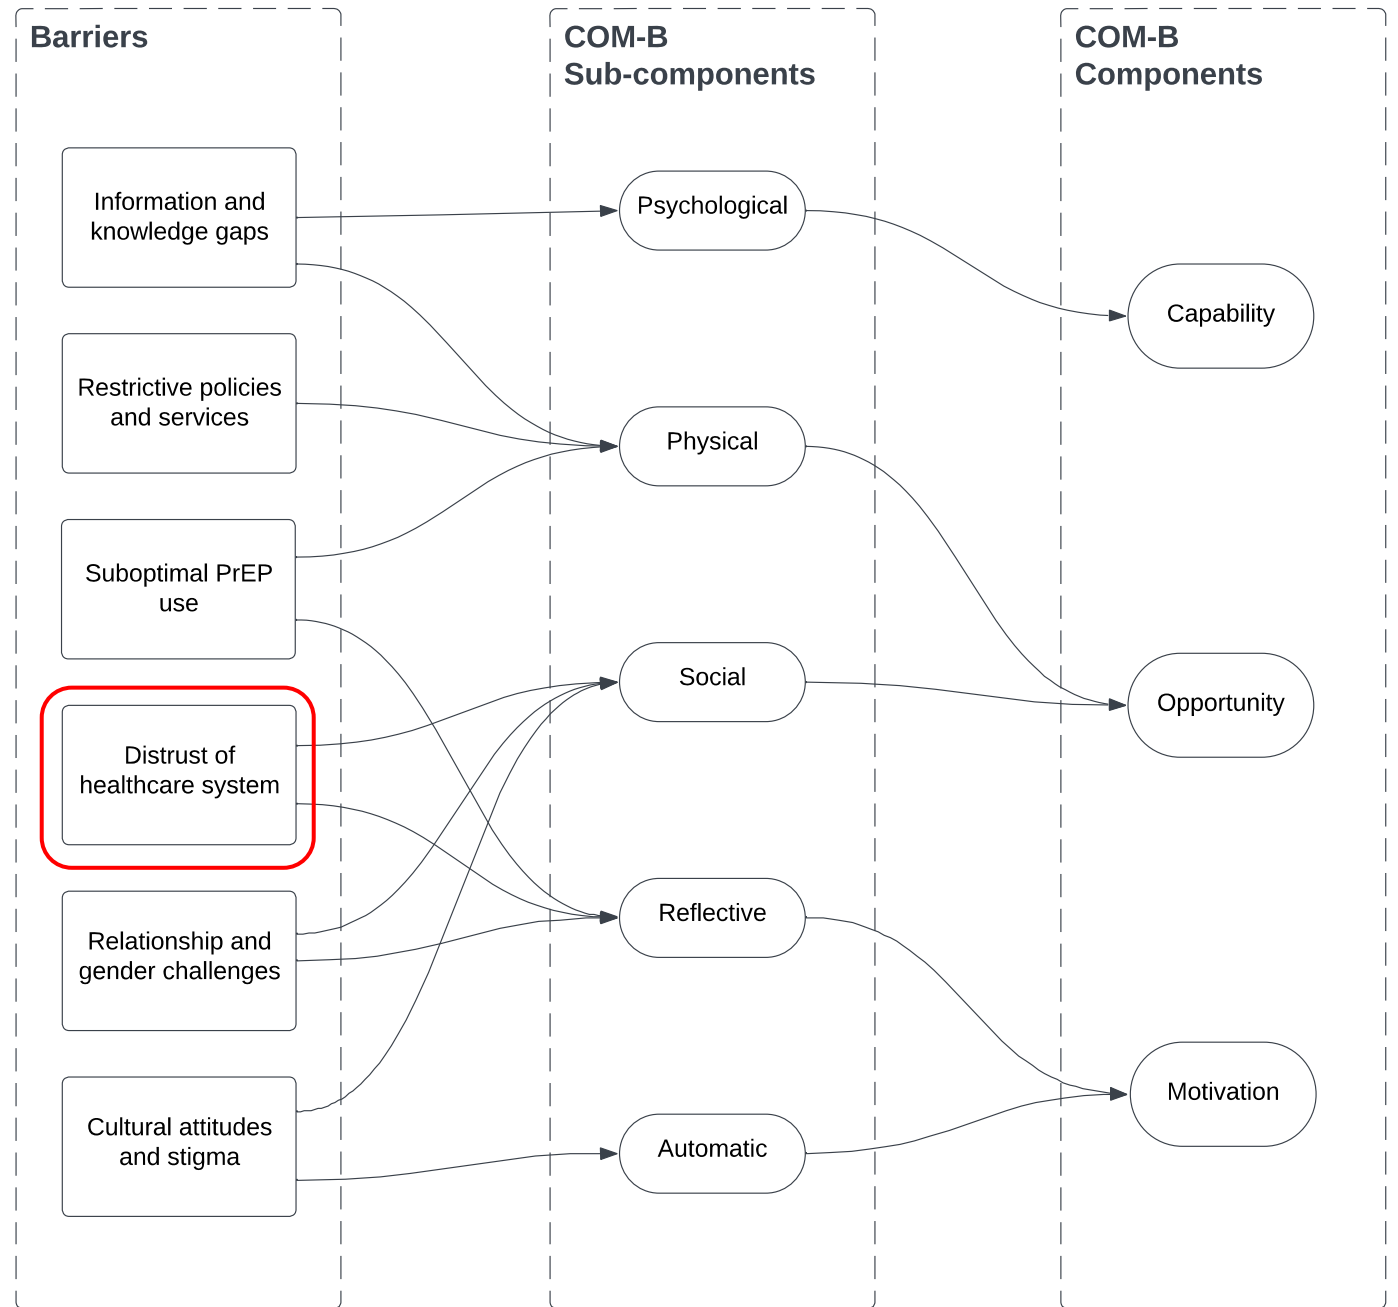 Barriers
Information and
knowledge gaps
Restrictive policies
and services
Suboptimal PrEP
use
Distrust of
healthcare system
Relationship and
gender challenges
Cultural attitudes
and stigma
COM-B
Sub-components
Psychological
Physical
Social
Reflective
Automatic
COM-B
Components
Capability
Opportunity
Motivation